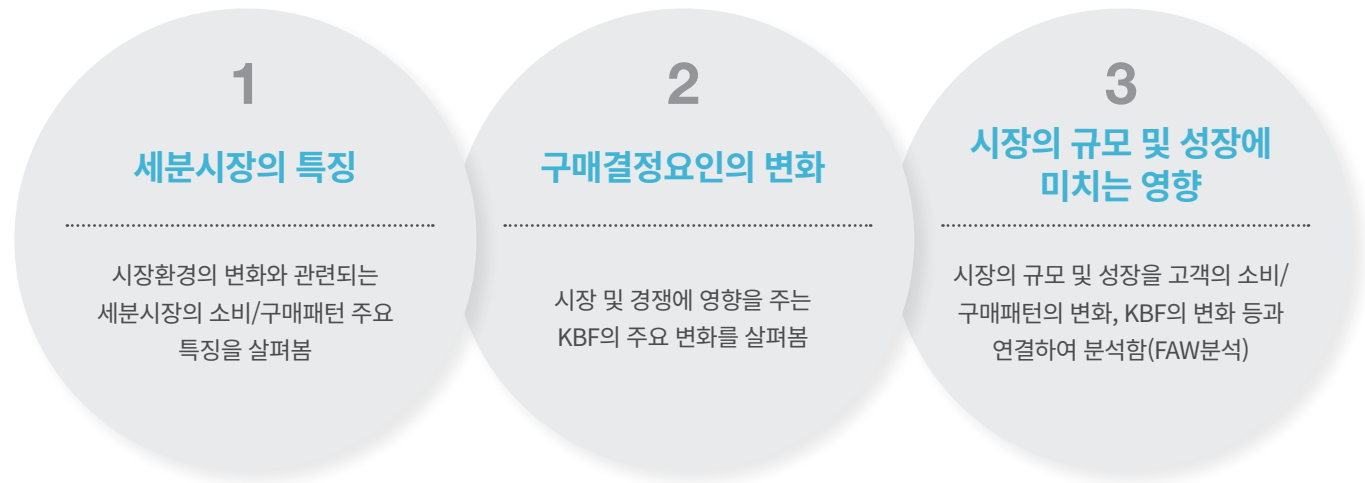 1
세분시장의 특징
시장환경의 변화와 관련되는
세분시장의 소비/구매패턴 주요
특징을 살펴봄
2
구매결정요인의 변화
시장 및 경쟁에 영향을 주는
KBF의 주요 변화를 살펴봄
3
시장의 규모 및 성장에
미치는 영향
시장의 규모 및 성장을 고객의 소비/
구매패턴의 변화, KBF의 변화 등과
연결하여 분석함(FAW분석)